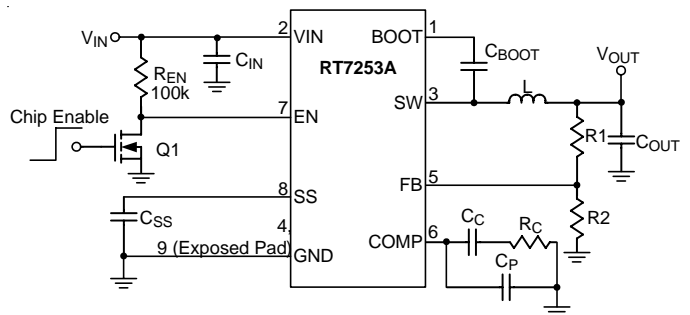 VIN
2
VIN
BOOT
1
CIN
RT7253A
CBOOT
VOUT
REN
100k
SW
3
L
Chip Enable
7
EN
R1
COUT
Q1
FB
5
8
SS
R2
CSS
4,
9 (Exposed Pad)
GND
COMP
6
CC
RC
CP